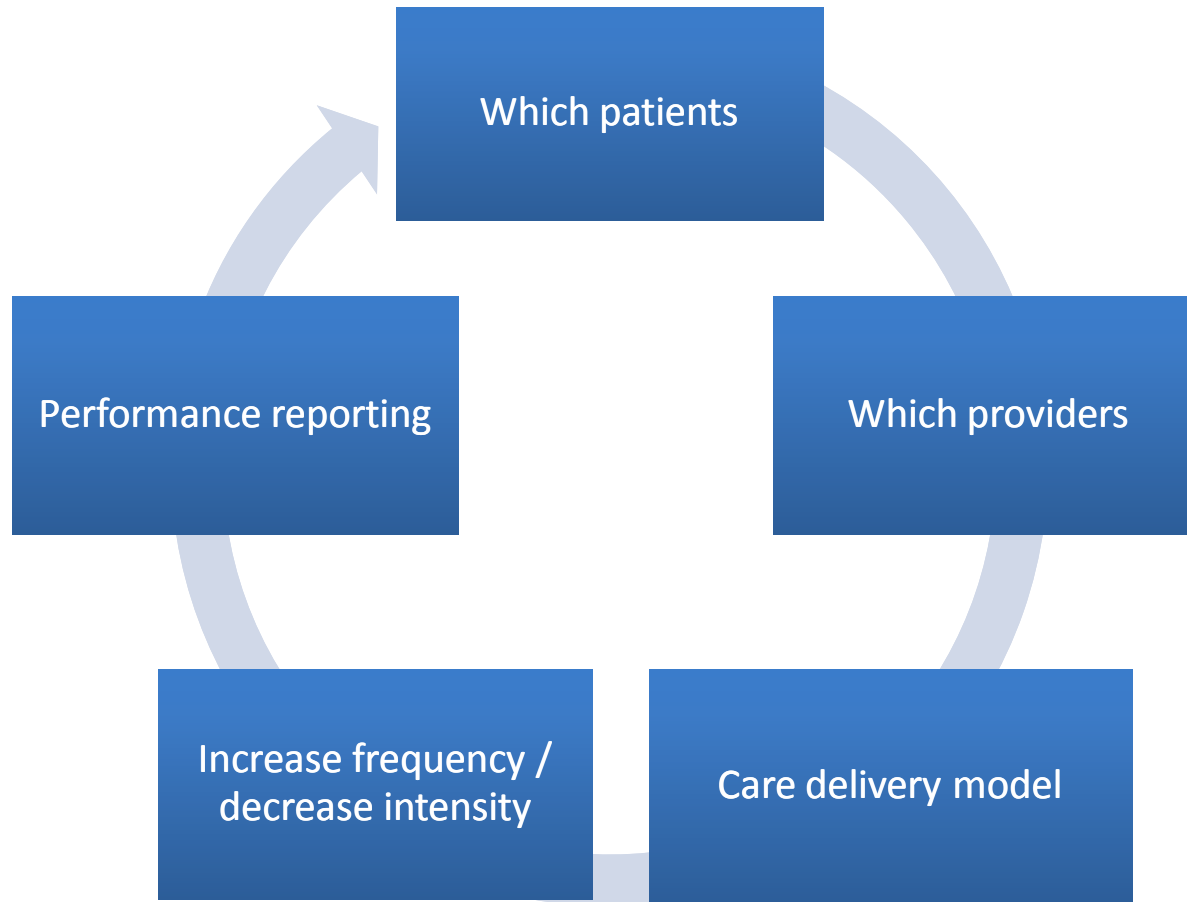 Which patients
Which providers
Care delivery model
Increase frequency /
decrease intensity
Performance reporting